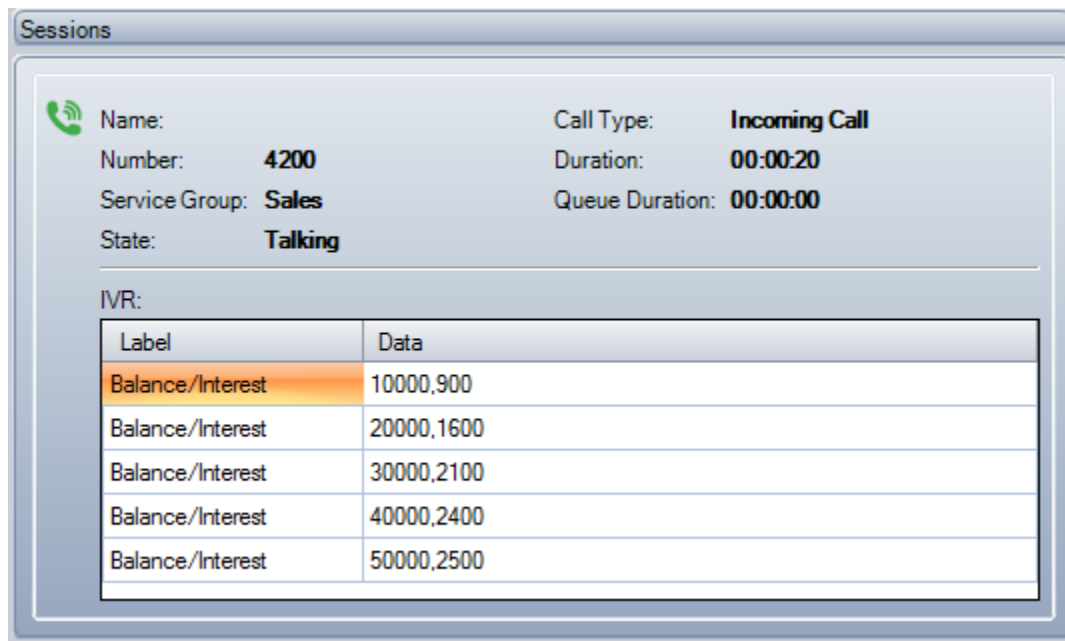 Sessions
Name: Call Type: Incoming Call
Number: 4200 Duration: 00:00:20
Service Group: Sales Queue Duration: 00:00:00
State: Talking
IVR:
Label Data
Balance/Interest 10000,900
Balance/Interest 20000,1600
Balance/Interest 30000,2100
Balance/Interest 40000,2400
Balance/Interest 50000,2500